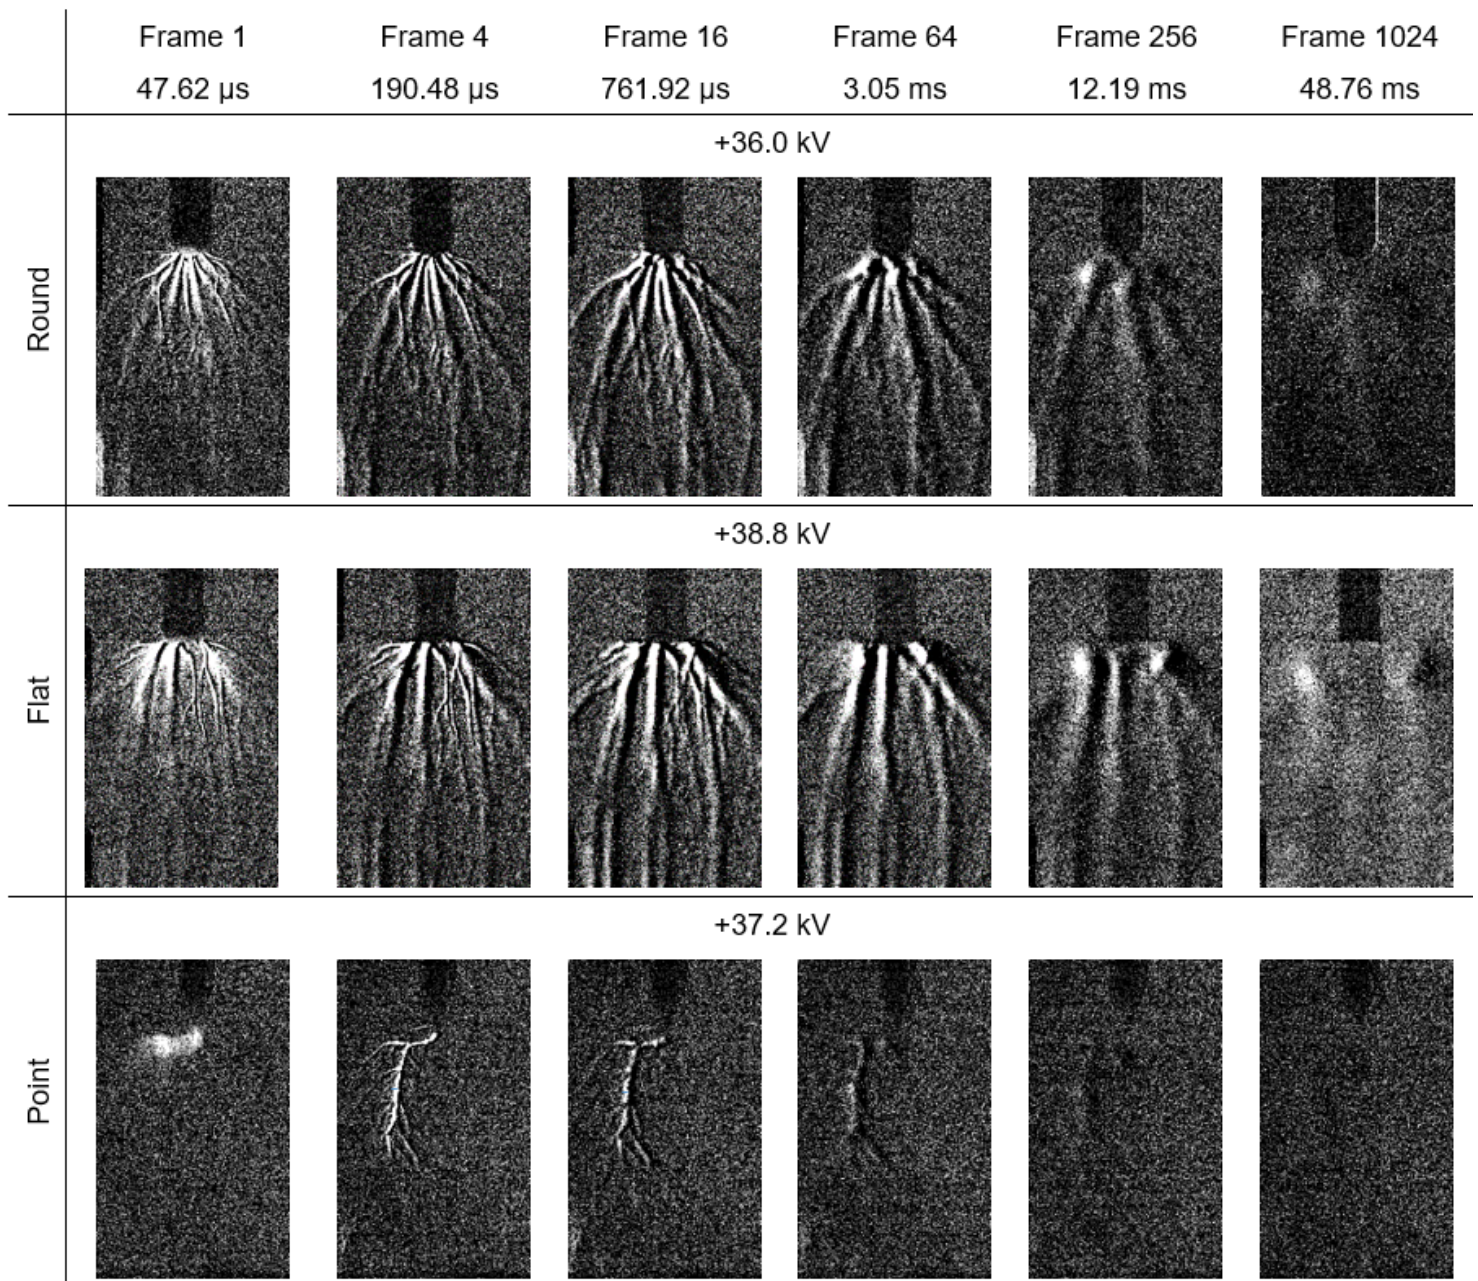 Frame 1 Frame 4 Frame 16 Frame 64 Frame 256 Frame 1024
47.62 µs 190.48 µs 761.92 µs 3.05 ms 12.19 ms 48.76 ms
+36.0 kV
Round
+38.8 kV
Flat
+37.2 kV
Point